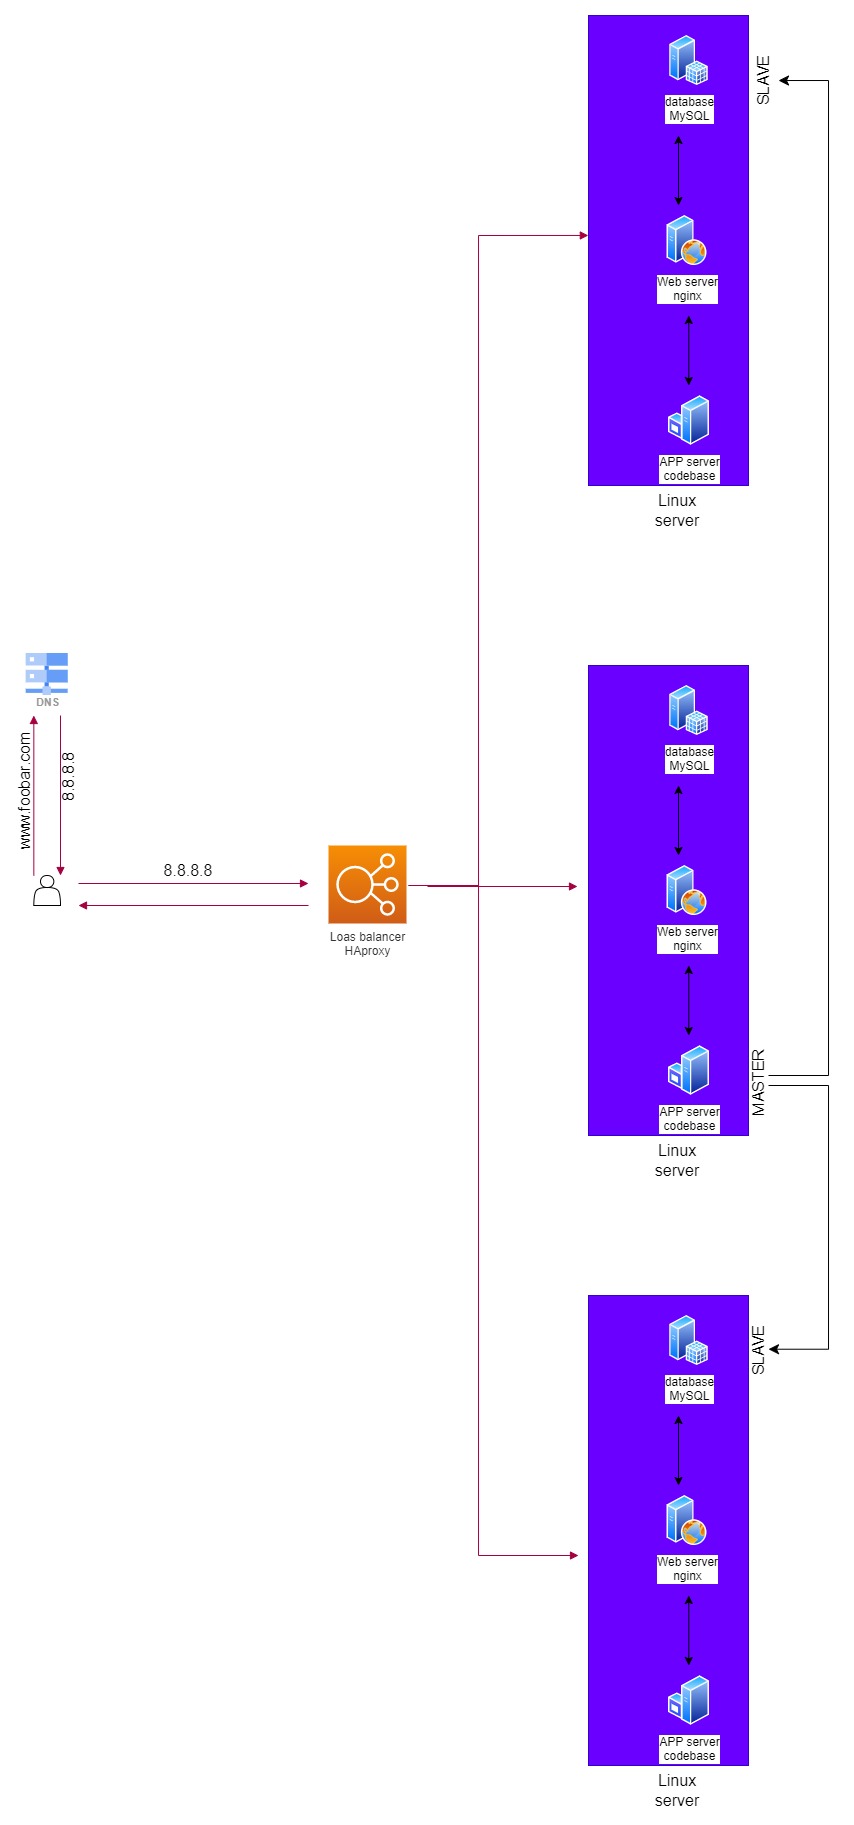 SLAVE
database
MySQL
Web server
nginx
APP server
codebase
Linux
server
DNS
www.foobar.com
8.8.8.8
8.8.8.8
Loas balancer
HAproxy
database
MySQL
Web server
nginx
MASTER
APP server
codebase
Linux
server
SLAVE
database
MySQL
Web server
nginx
APP server
codebase
Linux
server